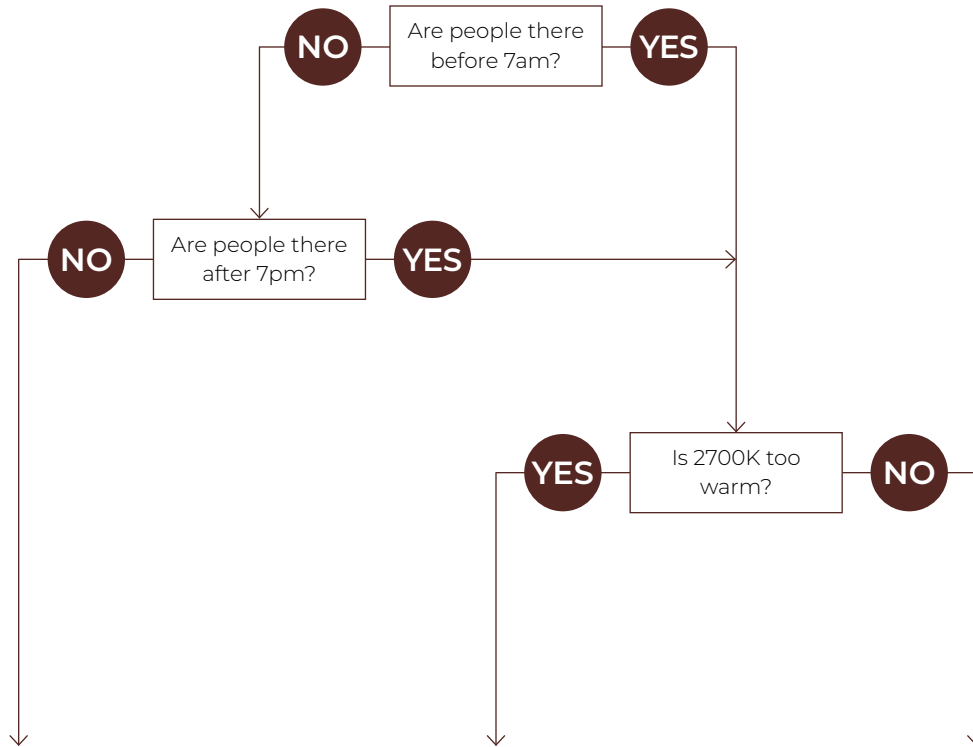 NO
Are people there
before 7am?
YES
NO
Are people there
after 7pm?
YES
YES
Is 2700K too
warm?
NO